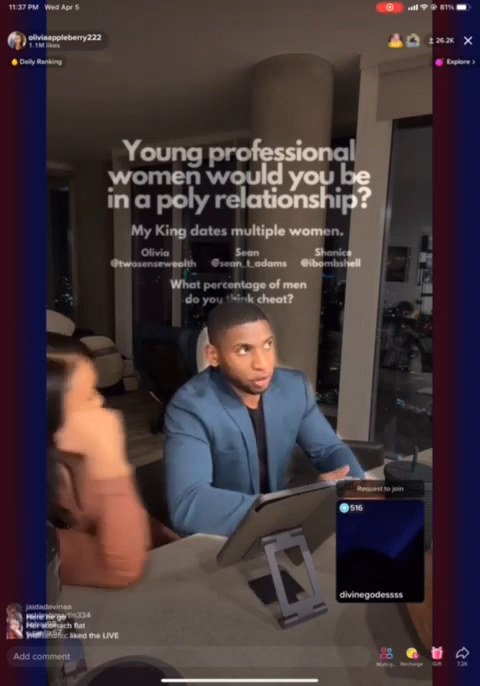 11:37 PM Wed Apr 5
81%
oliviaappleberry222
1.1M likes
26.2K
Daily Ranking
Explore >
Young professional
women would you be
in a poly relationship?
My King dates multiple women.
Olivia Sean Shanice
@twosensewealth @sean_t_adams @ibombshell
What percentage of men
do you think cheat?
Request to join
516
divinegodessss
jasdadevinaa
Here we go
Her stomach flat
liked the LIVE
Add comment
Recharge
Gift
7.2K